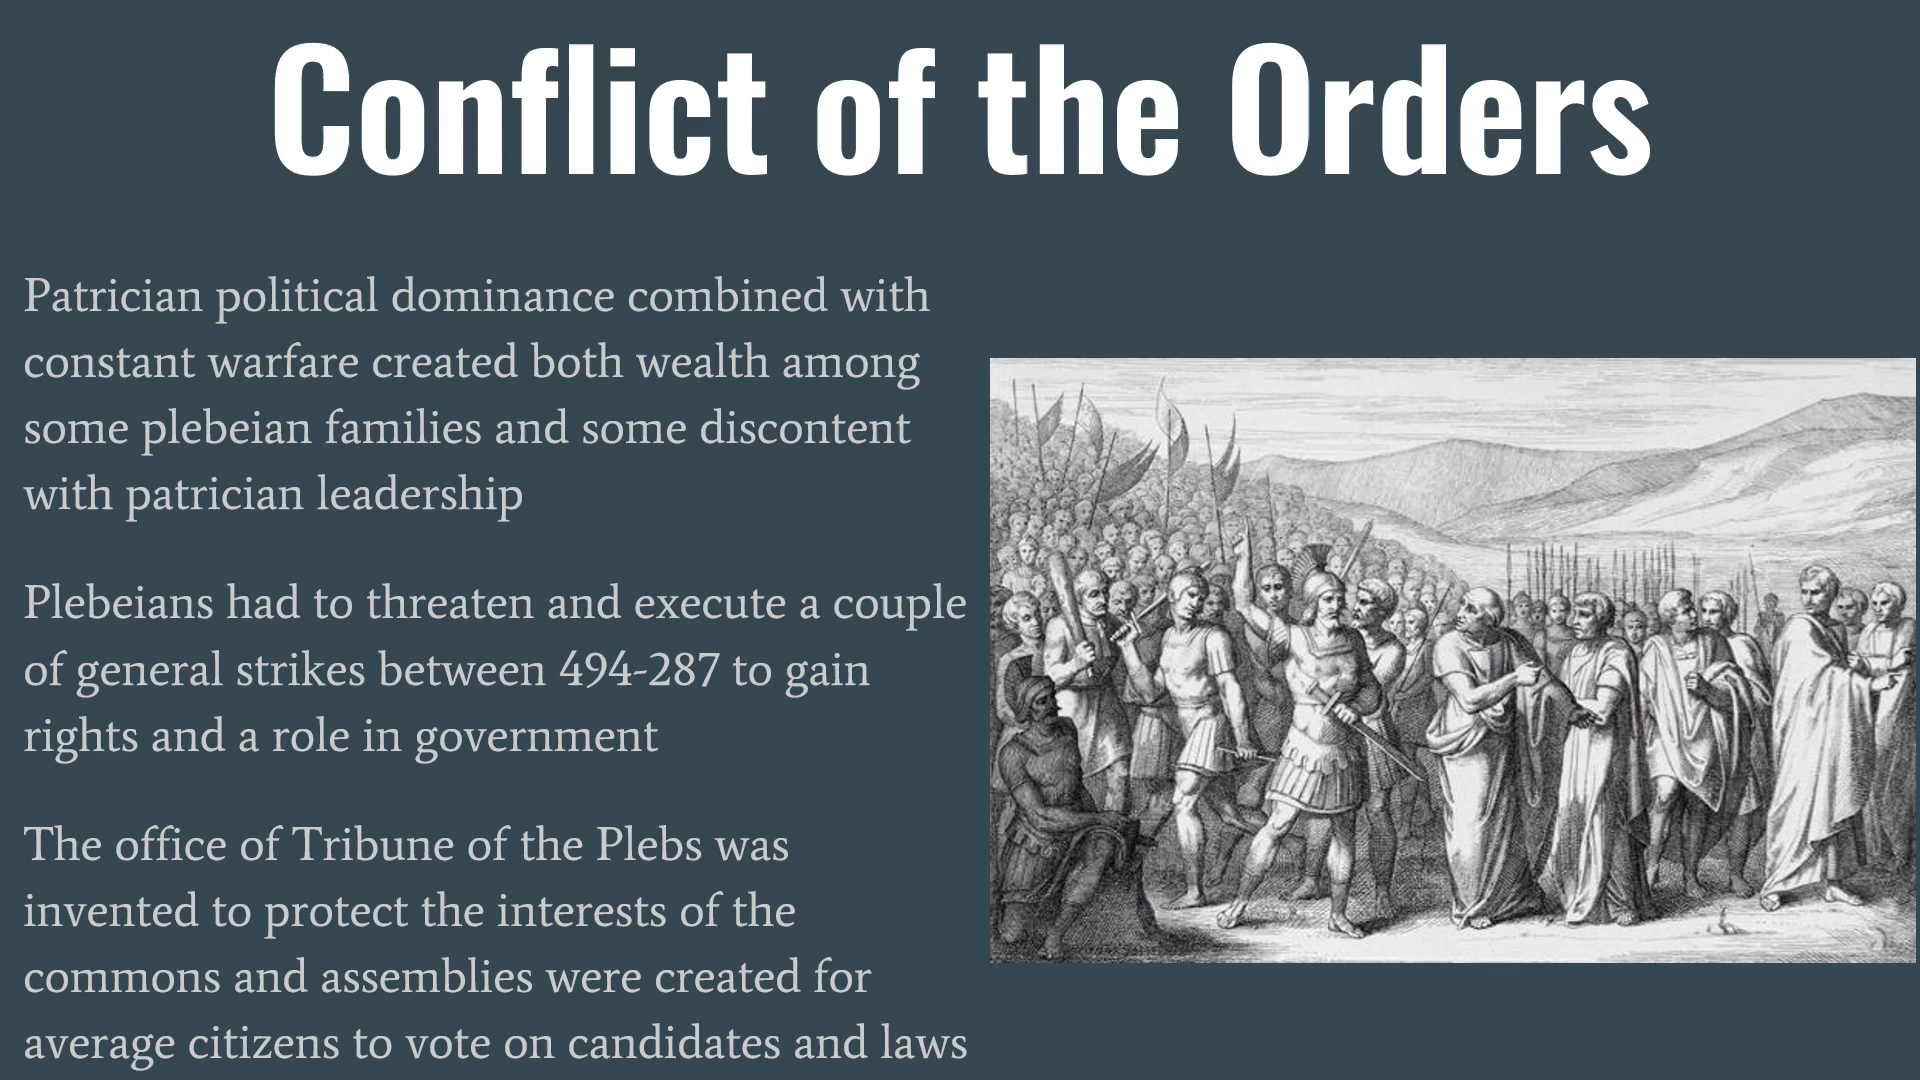 Conflict of the Orders
Patrician political dominance combined with
constant warfare created both wealth among
some plebeian families and some discontent
with patrician leadership
Plebeians had to threaten and execute a couple
of general strikes between 494-287 to gain
rights and a role in government
The office of Tribune of the Plebs was
invented to protect the interests of the
commons and assemblies were created for
average citizens to vote on candidates and laws